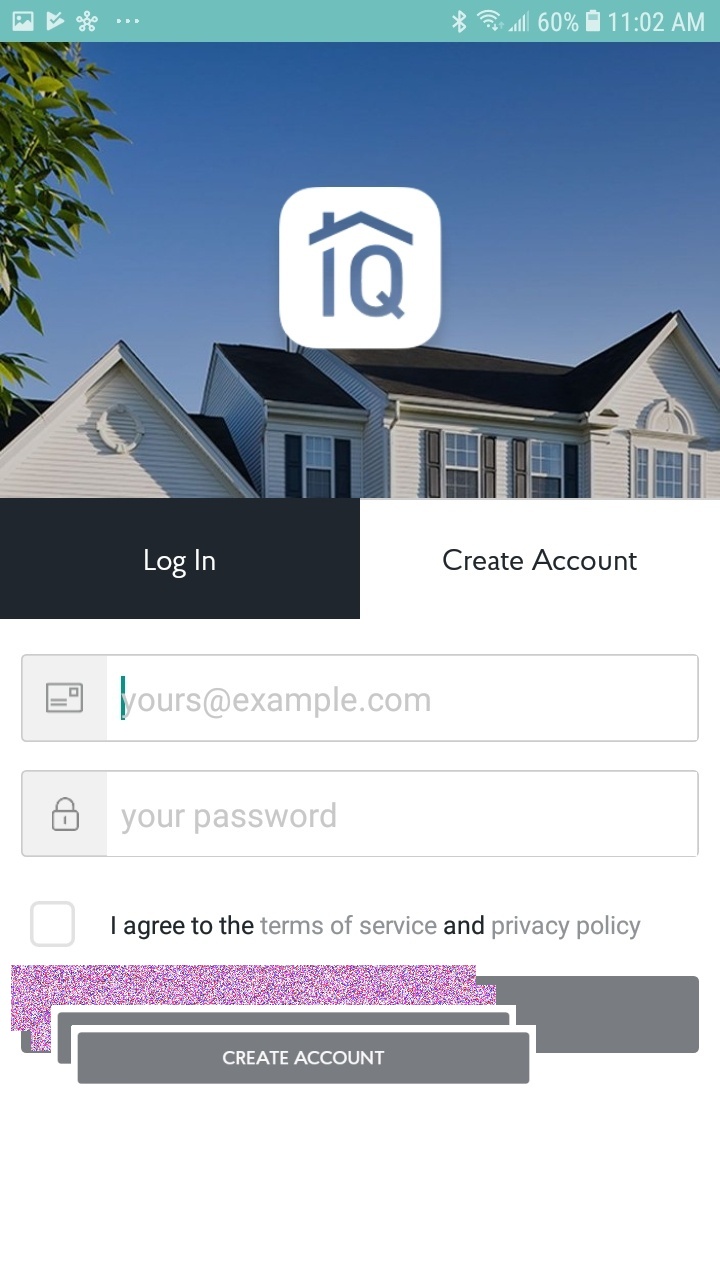 60% 11:02 AM
IQ
Log In
Create Account
yours@example.com
your password
I agree to the terms of service and privacy policy
CREATE ACCOUNT